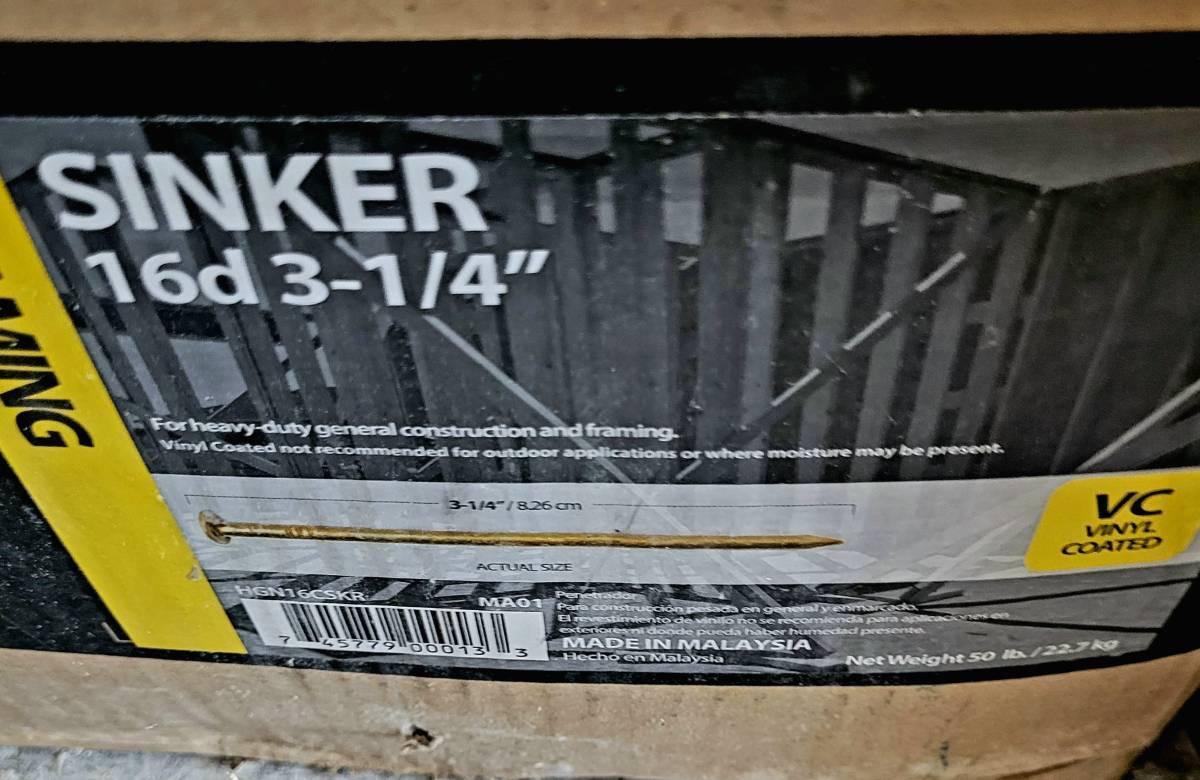 SINKER
16d 3-1/4"
MING
For heavy-duty general construction and framing.
Vinyl Coated not recommended for outdoor applications or where moisture may be present.
3-1/4" / 8.26 cm
VC
VINYL
COATED
ACTUAL SIZE
HGN16CSKR
MA01
7 45779 00013 3
Penetrador
Para construcción pesada en general y enmarcado.
El revestimiento de vinilo no se recomienda para aplicaciones en
exteriores ni donde pueda haber humedad presente.
MADE IN MALAYSIA
Hecho en Malaysia
Net Weight 50 lb. / 22.7 kg